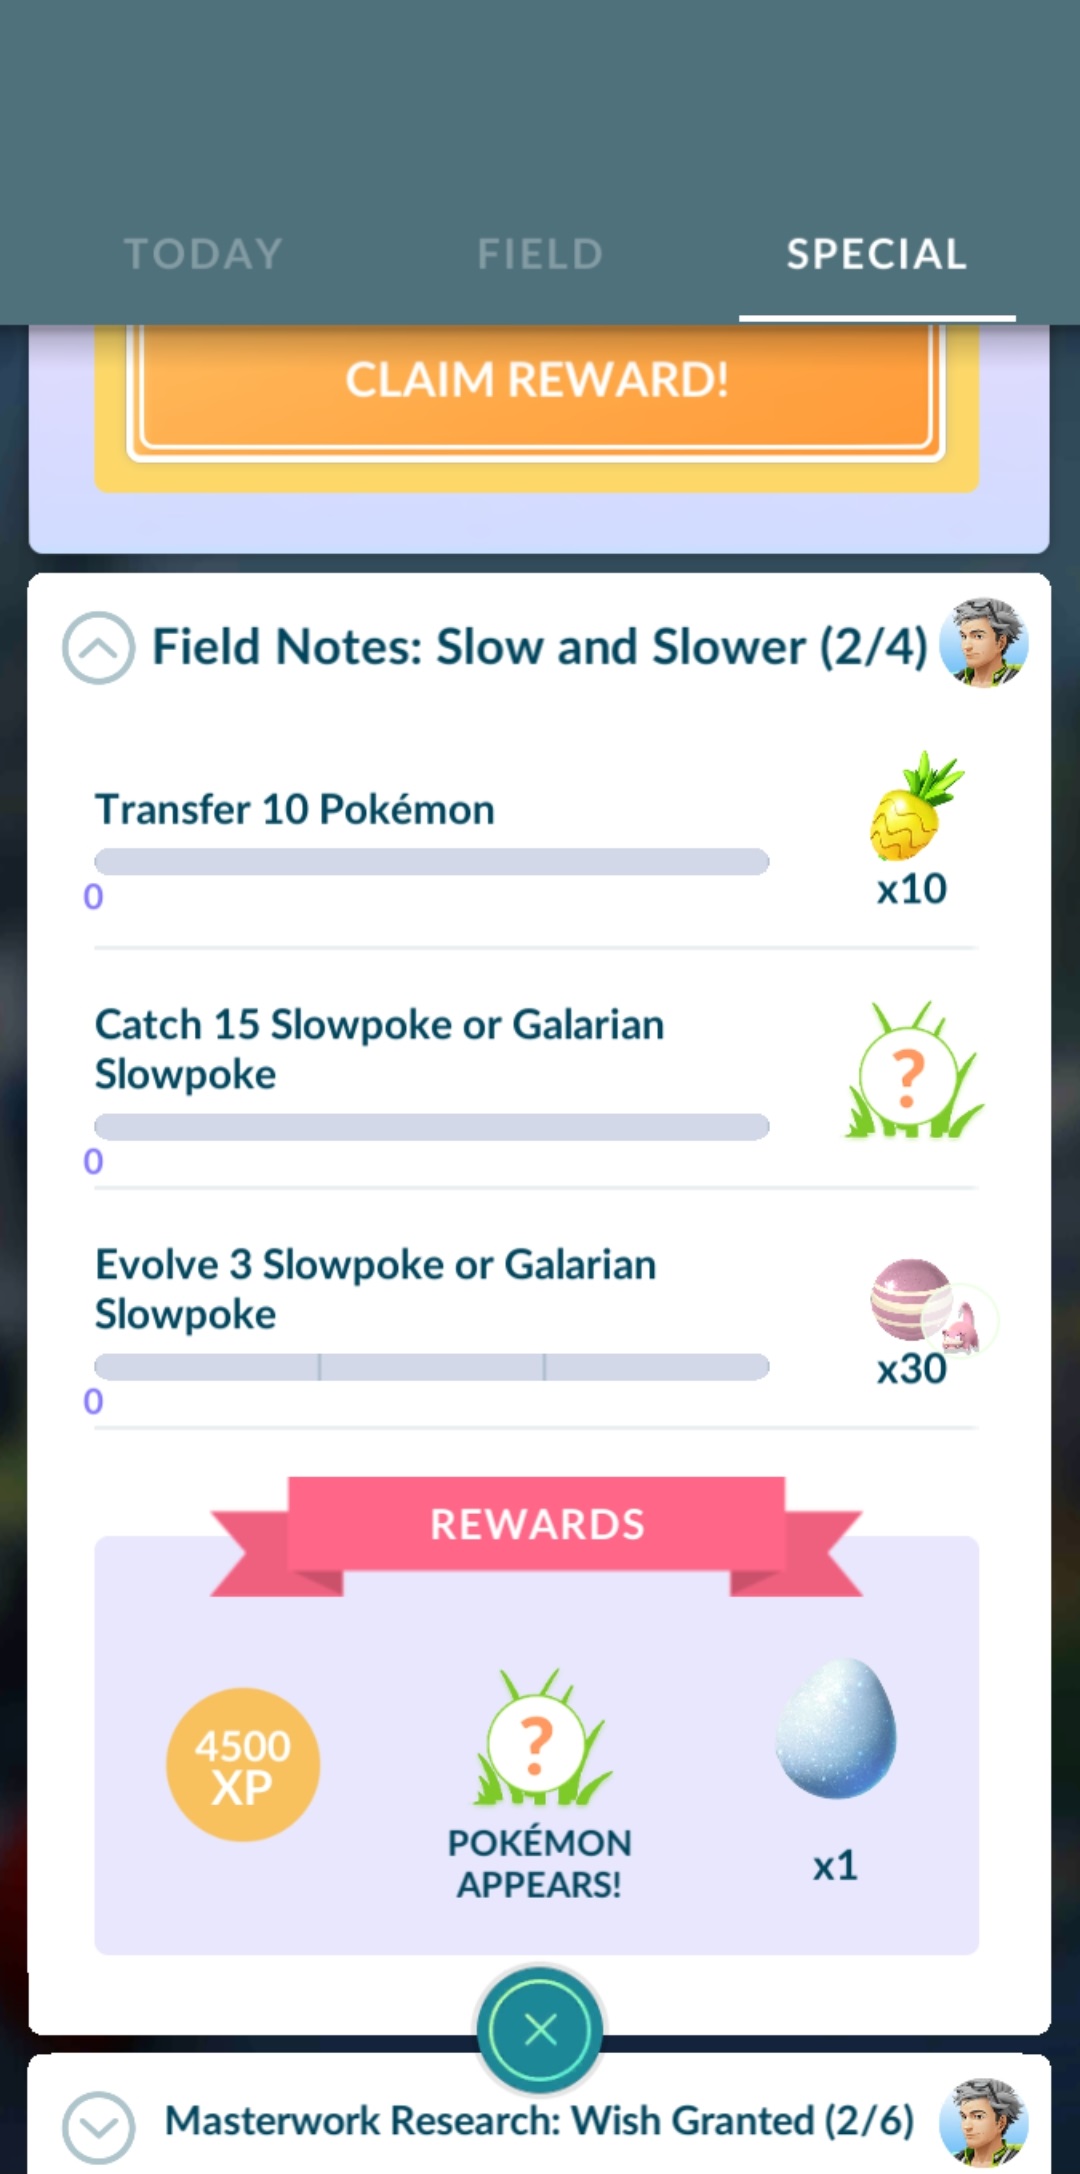 TODAY
FIELD
SPECIAL
CLAIM REWARD!
Field Notes: Slow and Slower (2/4)
Transfer 10 Pokémon
0
x10
Catch 15 Slowpoke or Galarian
Slowpoke
0
?
Evolve 3 Slowpoke or Galarian
Slowpoke
0
x30
REWARDS
4500
XP
?
POKÉMON
APPEARS!
x1
Masterwork Research: Wish Granted (2/6)